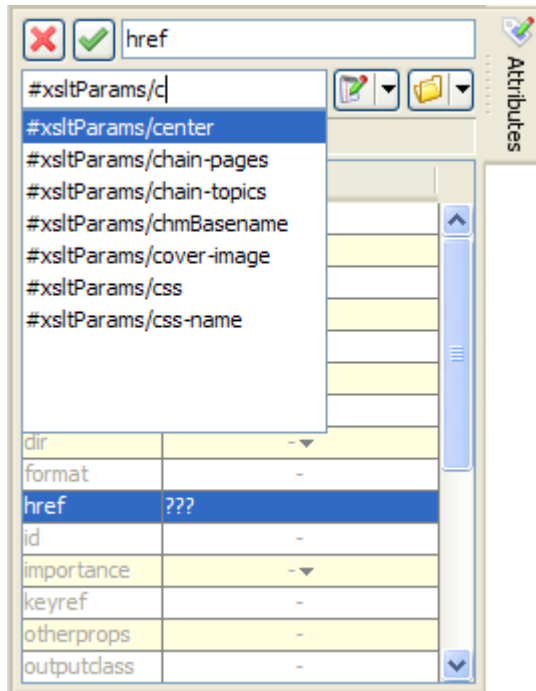 href
Attributes
#xsltParams/c
#xsltParams/center
#xsltParams/chain-pages
#xsltParams/chain-topics
#xsltParams/chmBasename
#xsltParams/cover-image
#xsltParams/css
#xsltParams/css-name
dir -
format -
href ???
id -
importance -
keyref -
otherprops -
outputclass -